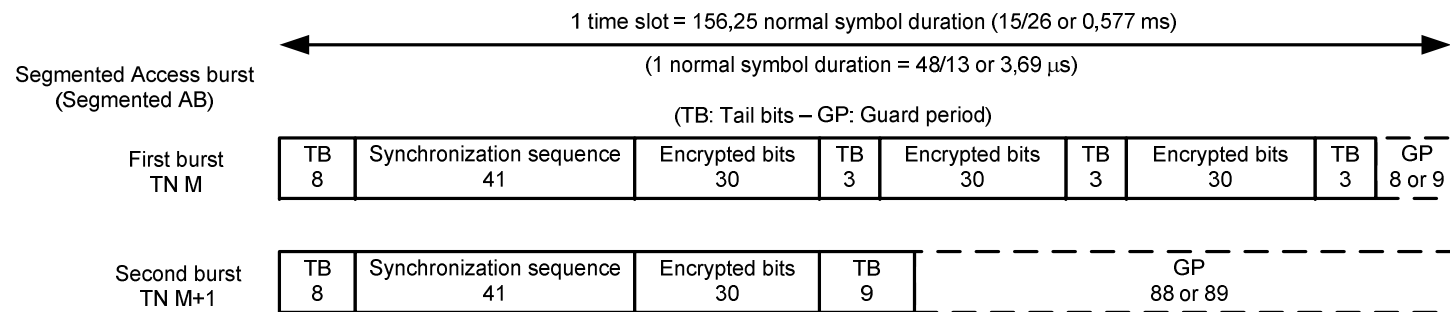 1 time slot = 156,25 normal symbol duration (15/26 or 0,577 ms)
(1 normal symbol duration = 48/13 or 3,69 µs)
Segmented Access burst
(Segmented AB)
(TB: Tail bits – GP: Guard period)
First burst
TN M
TB
8
Synchronization sequence
41
Encrypted bits
30
TB
3
Encrypted bits
30
TB
3
Encrypted bits
30
TB
3
GP
8 or 9
Second burst
TN M+1
TB
8
Synchronization sequence
41
Encrypted bits
30
TB
9
GP
88 or 89